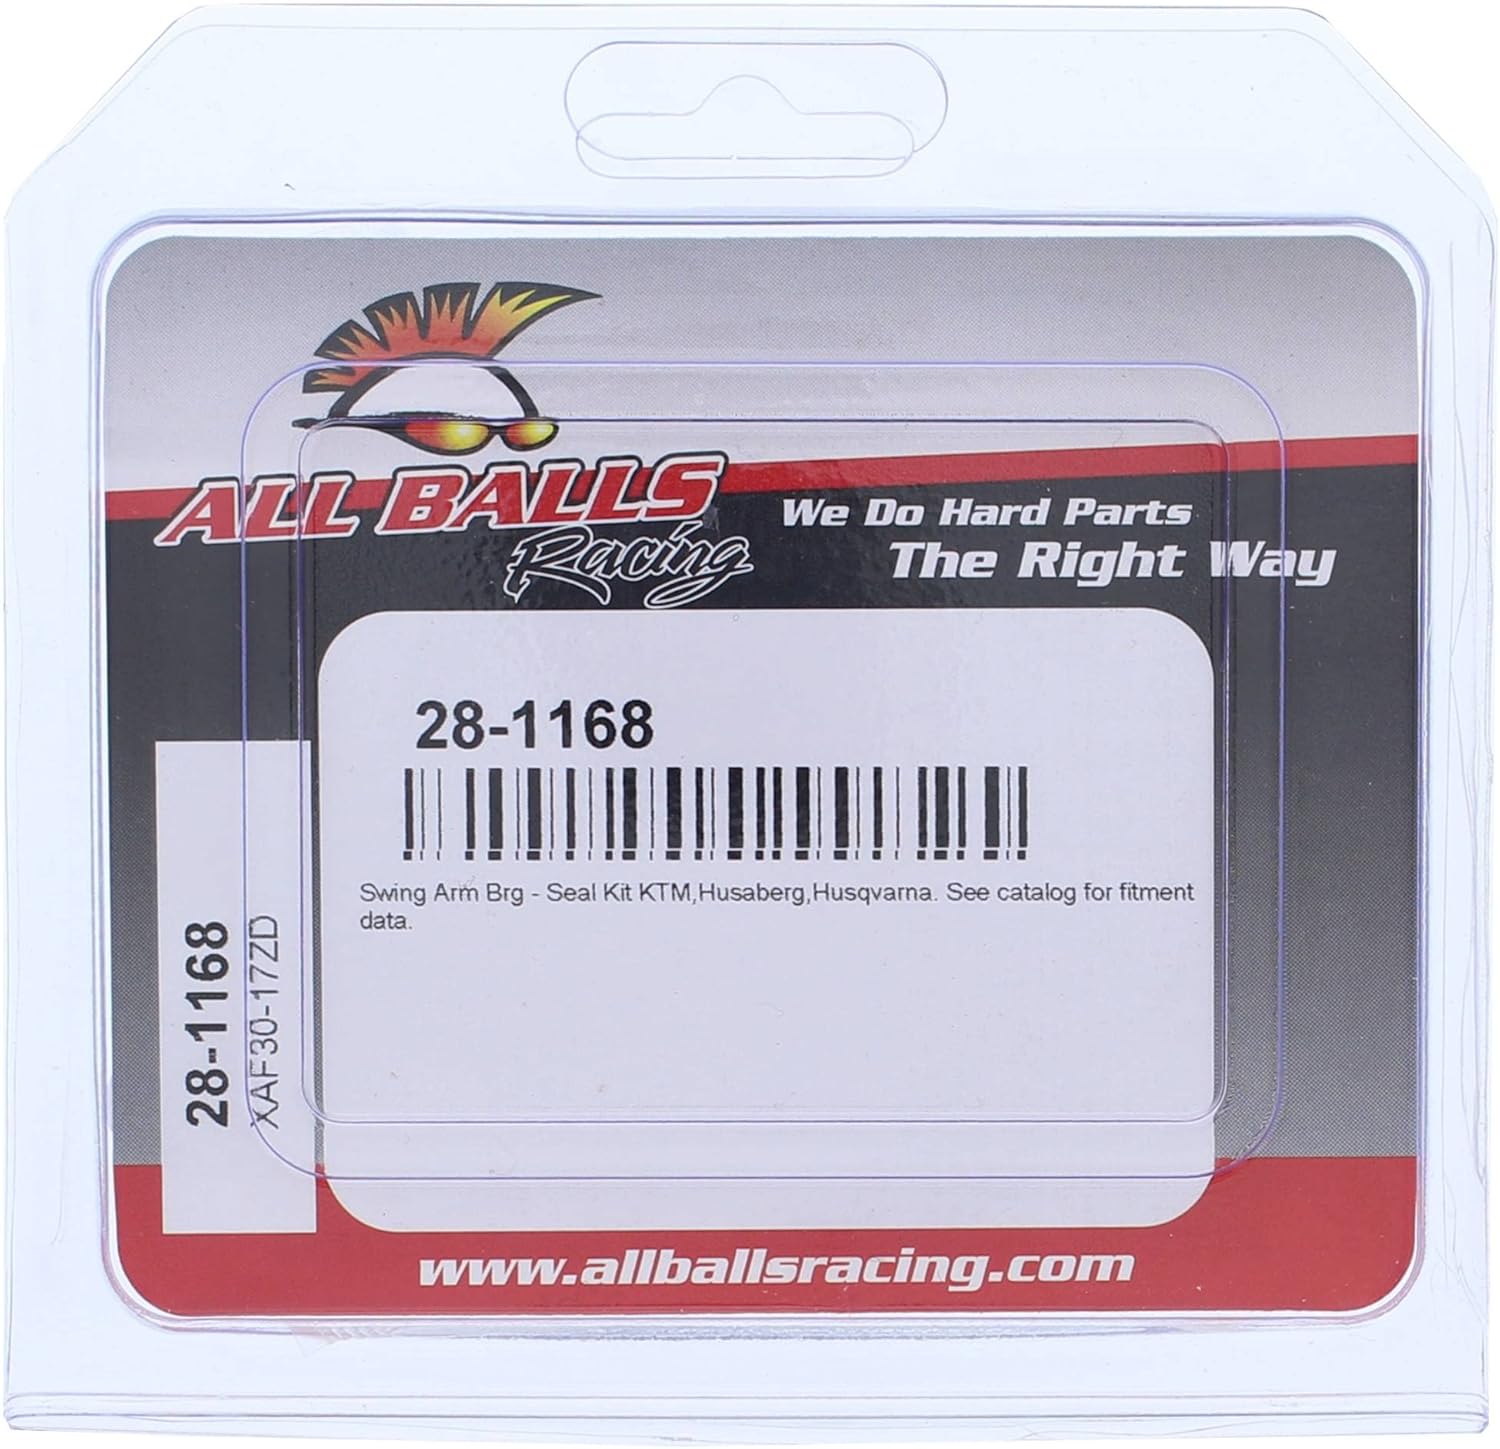 ALL BALLS
Racing
We Do Hard Parts
The Right Way
28-1168
Swing Arm Brg - Seal Kit KTM,Husaberg,Husqvarna. See catalog for fitment
data.
28-1168
XAF30-17ZD
www.allballsracing.com